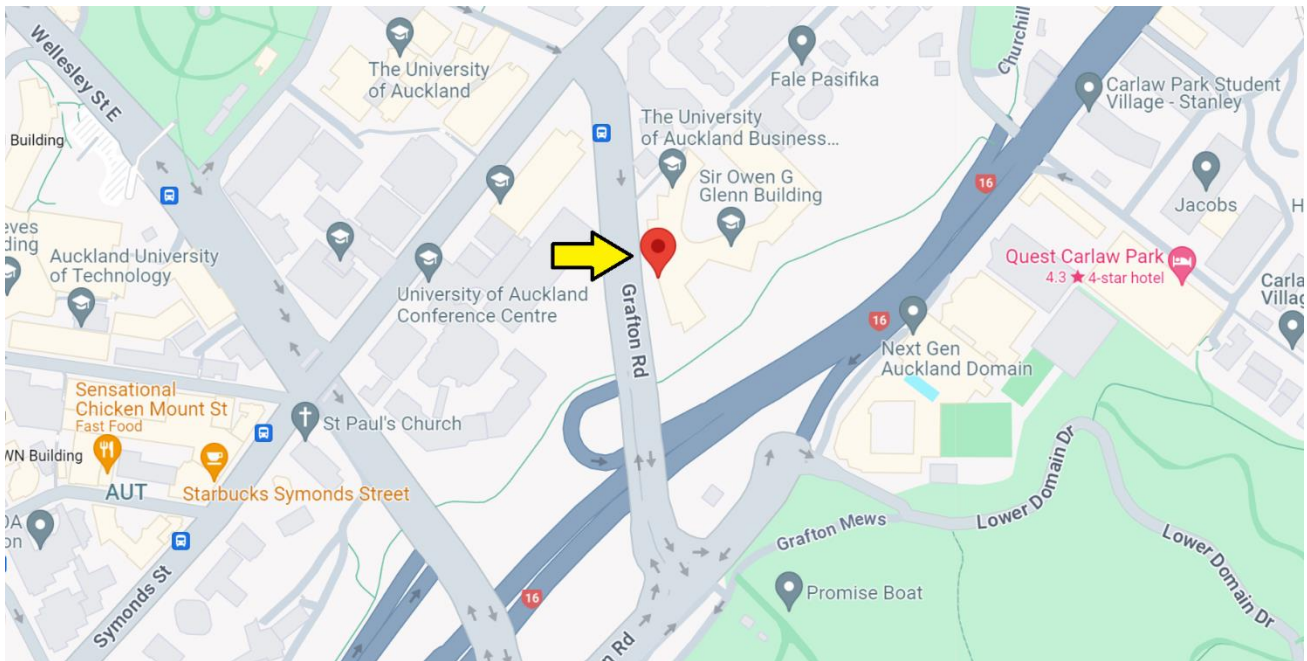 Wellesley St E
The University
of Auckland
Fale Pasifika
Churchill
Carlaw Park Student
Village - Stanley
The University
of Auckland Business...
Building
Sir Owen G
Glenn Building
16
Jacobs
H
eves
ding
Auckland University
of Technology
Quest Carlaw Park
4.3 ★ 4-star hotel
University of Auckland
Conference Centre
Grafton Rd
16
Carla
Villag
Next Gen
Auckland Domain
Sensational
Chicken Mount St
Fast Food
St Paul's Church
WN Building
AUT
Starbucks Symonds Street
Lower Domain Dr
OA
on
Grafton Mews
Lower Domain Dr
Symonds St
16
Promise Boat
n Rd